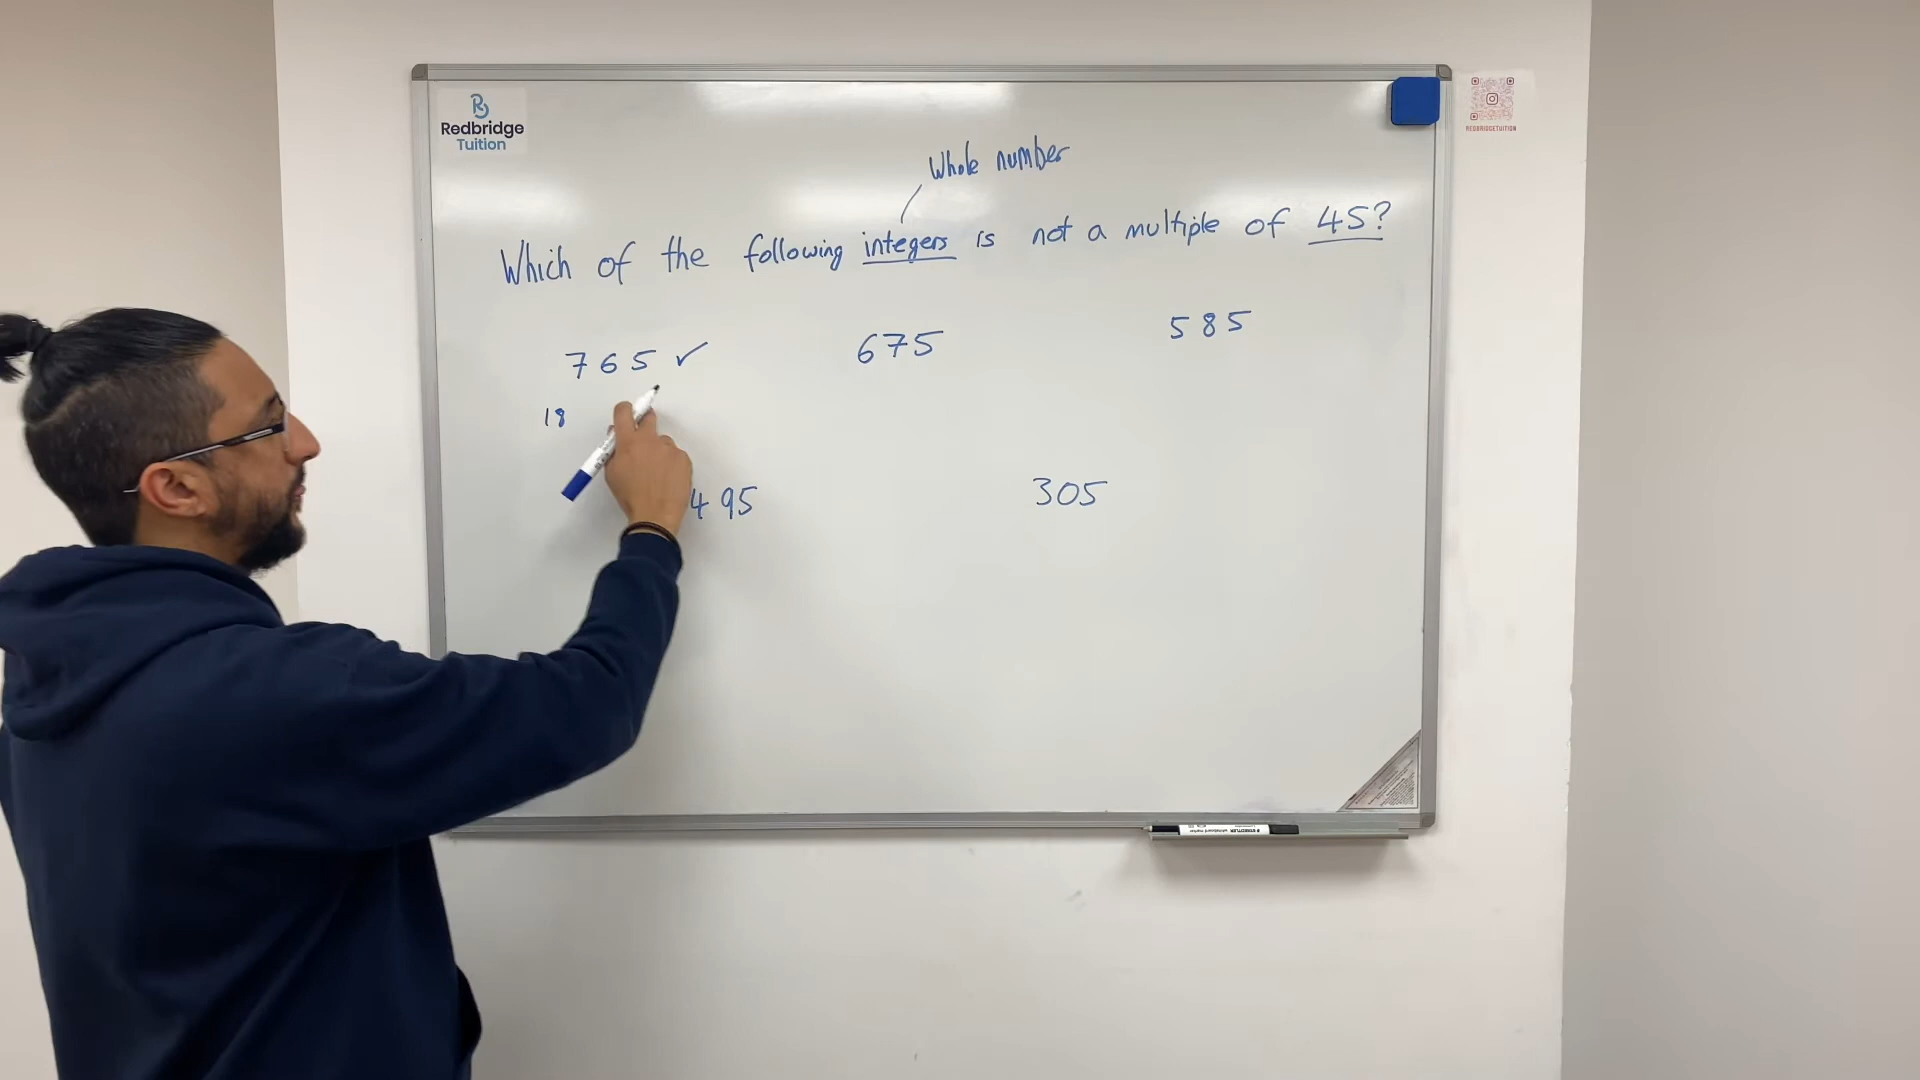 Redbridge
Tuition
REDBRIDGETUITION
Whole number
Which of the following integers is not a multiple of 45?
765 ✓ 675 585
18
495 305